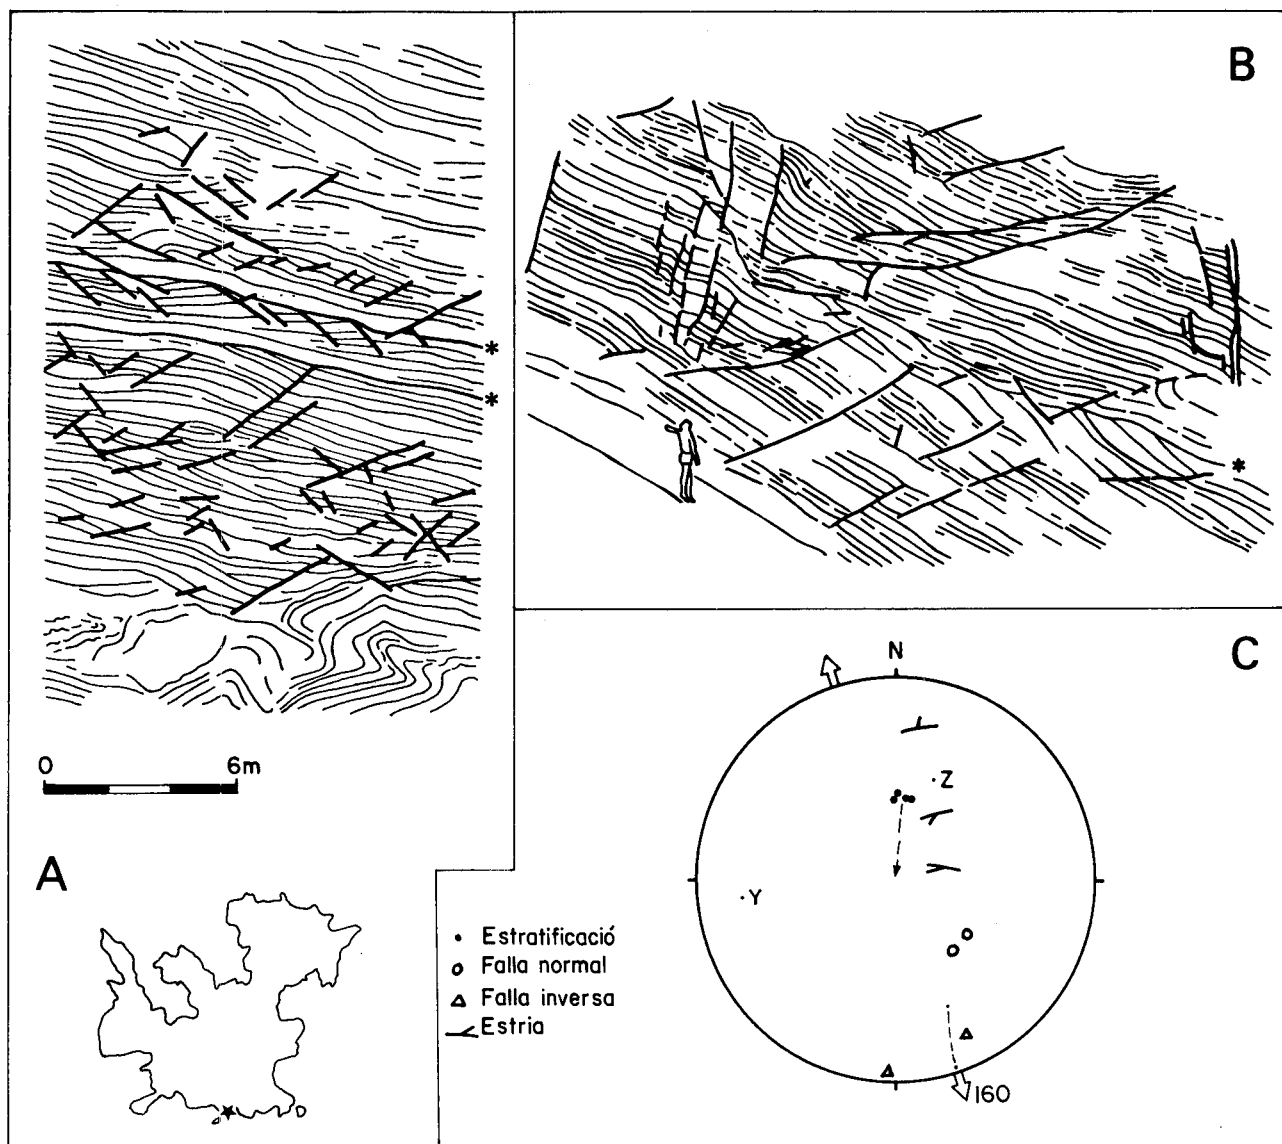 B
*
*
*
0 6m
A
C
N
Z
Y
160
Estratificació
Falla normal
Falla inversa
Estria